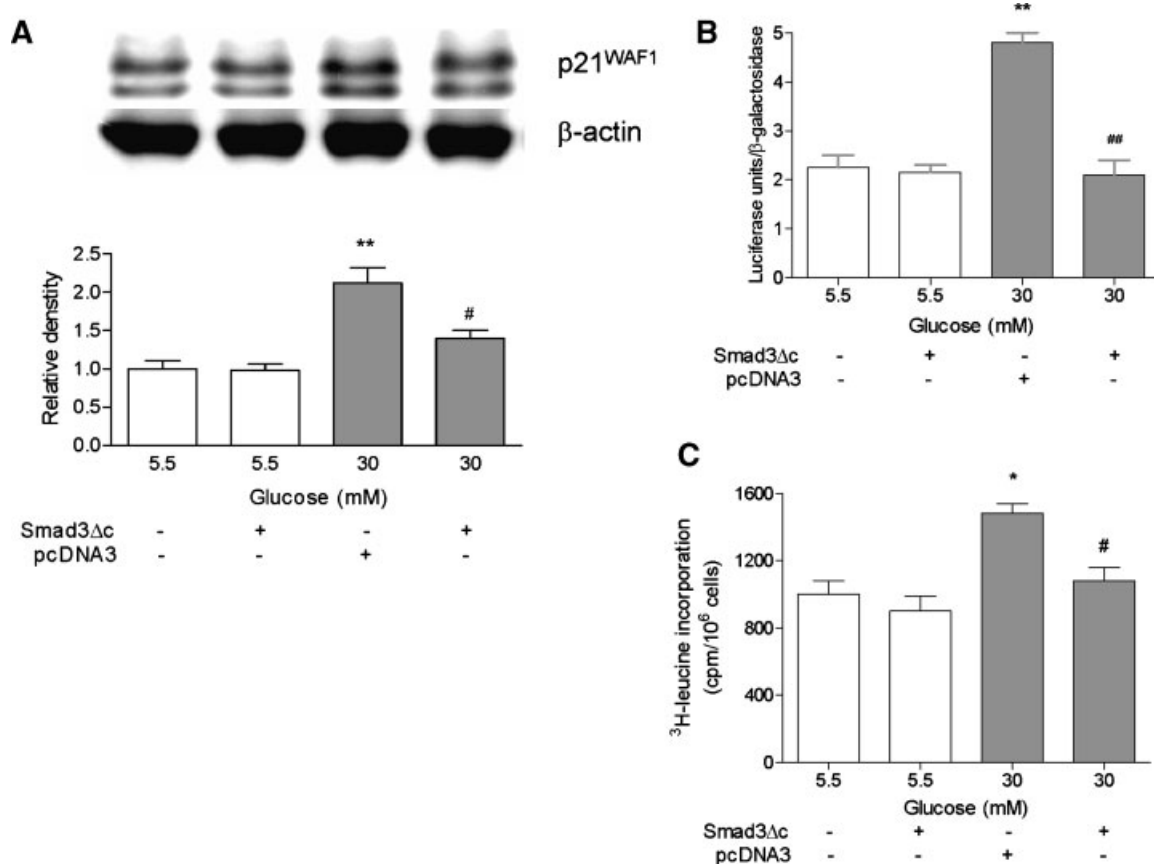 A
p21WAF1
β-actin
Relative denstity
2.5
2.0
1.5
1.0
0.5
0.0
**
#
5.5 5.5 30 30
Glucose (mM)
Smad3Δc - + - +
pcDNA3 - - + -
B
Luciferase units/β-galactosidase
5
4
3
2
1
0
**
##
5.5 5.5 30 30
Glucose (mM)
Smad3Δc - + - +
pcDNA3 - - + -
C
³H-leucine incorporation
(cpm/10⁶ cells)
1600
1200
800
400
0
*
#
5.5 5.5 30 30
Glucose (mM)
Smad3Δc - + - +
pcDNA3 - - + -